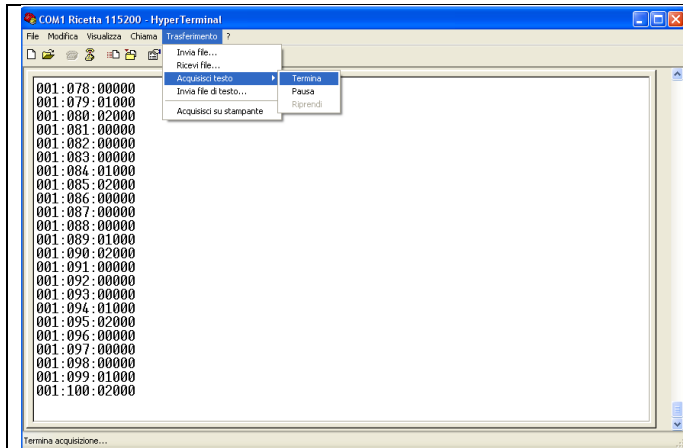 COM1 Ricetta 115200 - HyperTerminal
File Modifica Visualizza Chiama Trasferimento ?
Invia file...
Ricevi file...
Acquisisci testo
Invia file di testo...
Acquisisci su stampante
Termina
Pausa
Riprendi
001:078:00000
001:079:01000
001:080:02000
001:081:00000
001:082:00000
001:083:00000
001:084:01000
001:085:02000
001:086:00000
001:087:00000
001:088:00000
001:089:01000
001:090:02000
001:091:00000
001:092:00000
001:093:00000
001:094:01000
001:095:02000
001:096:00000
001:097:00000
001:098:00000
001:099:01000
001:100:02000
Termina acquisizione...